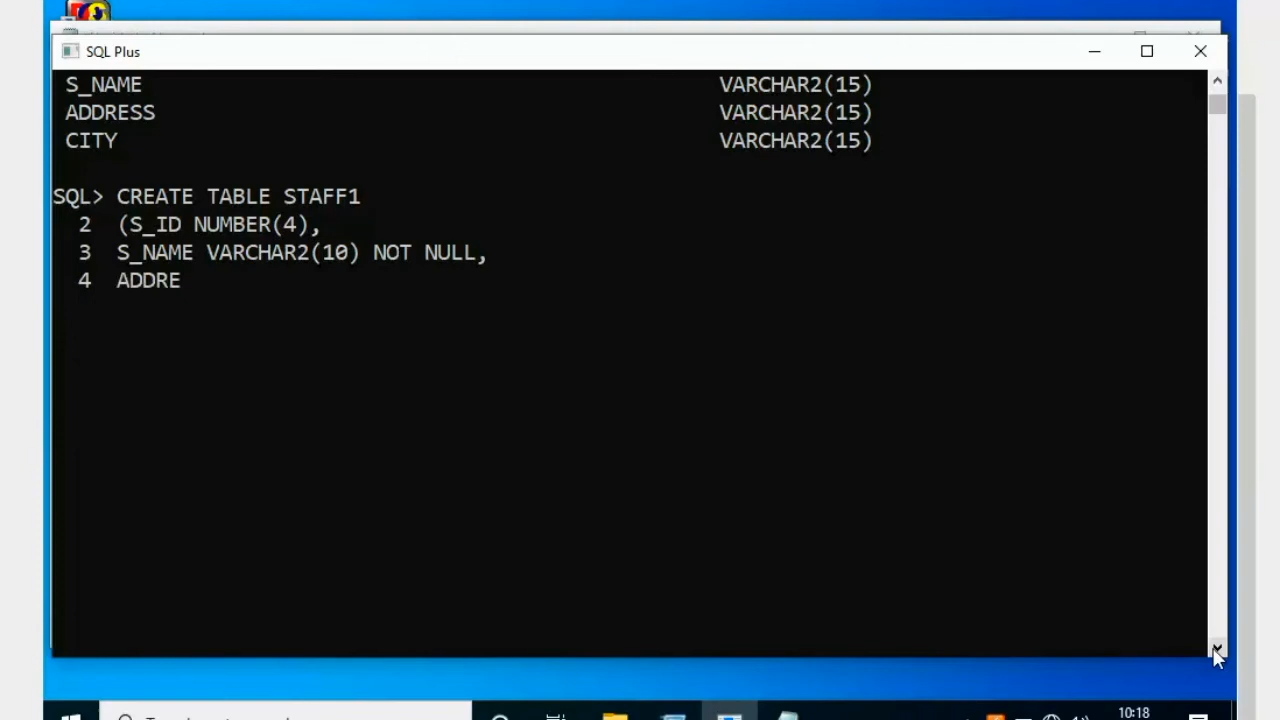 SQL Plus
S_NAME VARCHAR2(15)
ADDRESS VARCHAR2(15)
CITY VARCHAR2(15)
SQL> CREATE TABLE STAFF1
2 (S_ID NUMBER(4),
3 S_NAME VARCHAR2(10) NOT NULL,
4 ADDRE
10:18